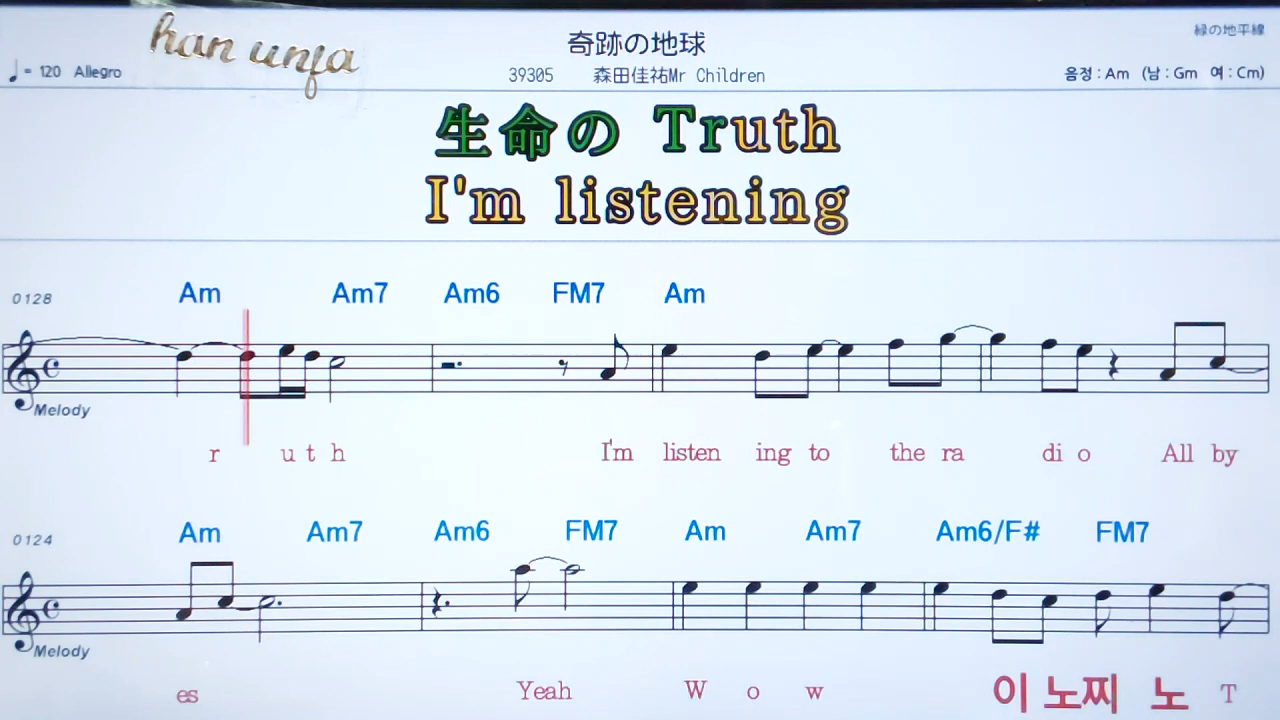 han unja
奇跡の地球
緑の地平線
♩= 120 Allegro
39305 森田佳祐Mr Children
음정 : Am (남 : Gm 여 : Cm)
生命の Truth
I'm listening
0128
Am Am7 Am6 FM7 Am
Melody
r u t h I'm listen ing to the ra di o All by
0124
Am Am7 Am6 FM7 Am Am7 Am6/F# FM7
Melody
es Yeah W o w 이 노찌 노 T